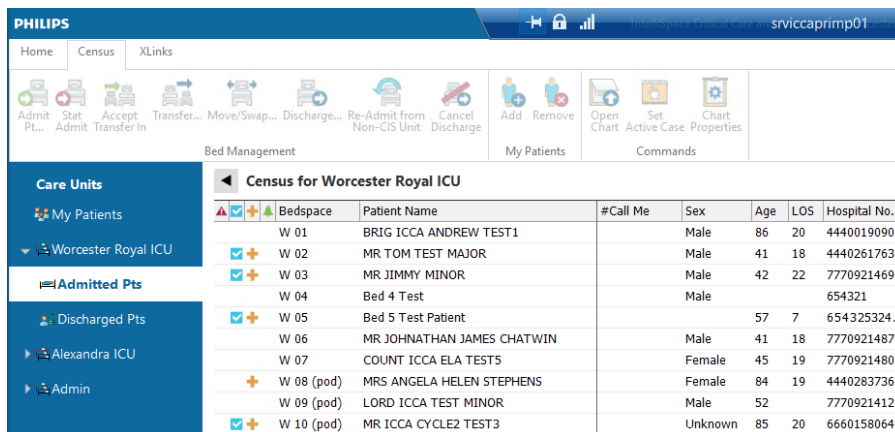 PHILIPS srviccaprimp01
Home Census XLinks
Admit Pt... Stat Admit Accept Transfer in Transfer... Move/Swap... Discharge... Re-Admit from Non-CIS Unit Cancel Discharge Add Remove Open Chart Set Active Case Chart Properties
Bed Management My Patients Commands
Care Units
My Patients
Worcester Royal ICU
Admitted Pts
Discharged Pts
Alexandra ICU
Admin
Census for Worcester Royal ICU
Bedspace Patient Name #Call Me Sex Age LOS Hospital No.
W 01 BRIG ICCA ANDREW TEST1 Male 86 20 4440019090
W 02 MR TOM TEST MAJOR Male 41 18 4440261763
W 03 MR JIMMY MINOR Male 42 22 7770921469
W 04 Bed 4 Test Male 654321
W 05 Bed 5 Test Patient 57 7 654325324.
W 06 MR JOHNATHAN JAMES CHATWIN Male 41 18 7770921487
W 07 COUNT ICCA ELA TEST5 Female 45 19 7770921480
W 08 (pod) MRS ANGELA HELEN STEPHENS Female 84 19 4440283736
W 09 (pod) LORD ICCA TEST MINOR Male 52 7770921412
W 10 (pod) MR ICCA CYCLE2 TEST3 Unknown 85 20 6660158064